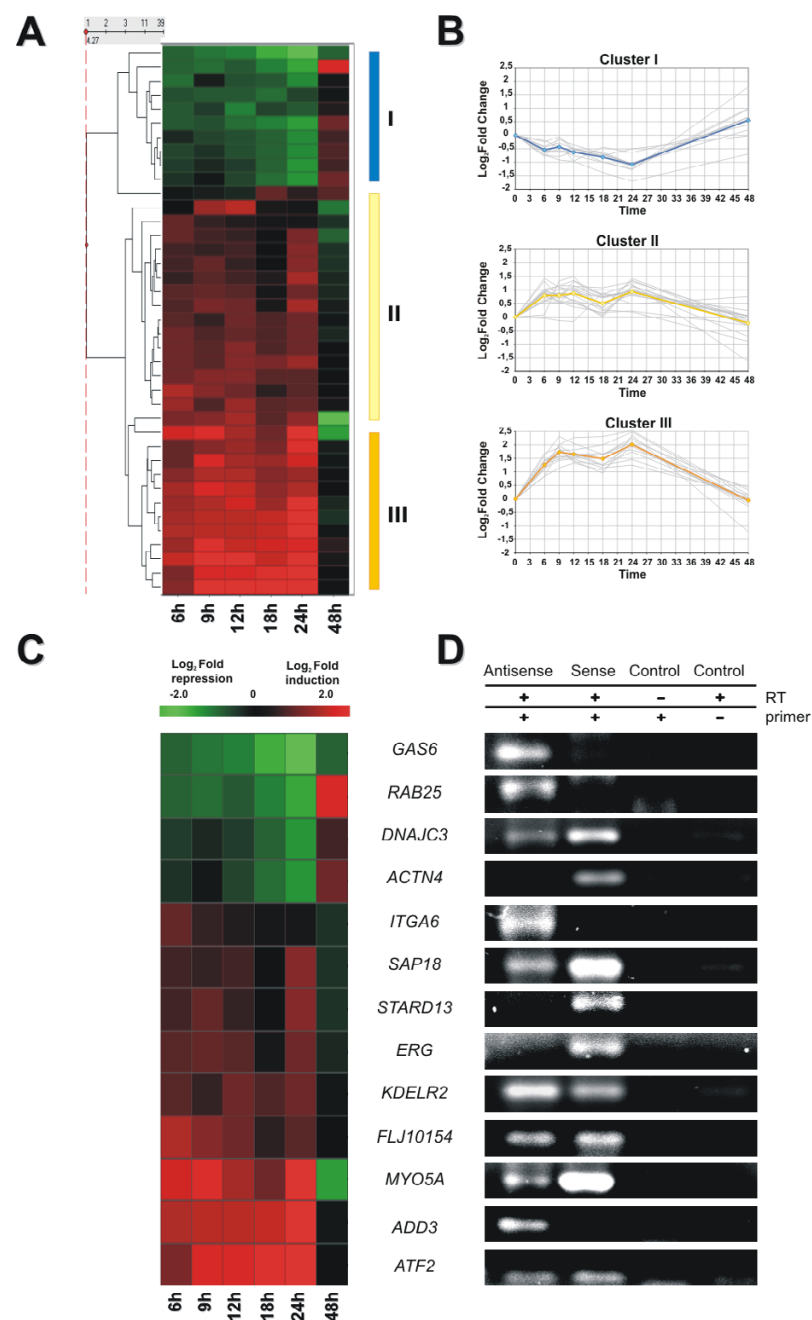 A
1 2 3 11 39
4.27
I
II
III
6h 9h 12h 18h 24h 48h
B
Cluster I
Log2Fold Change
2,5
2
1,5
1
0,5
0
-0,5
-1
-1,5
-2
0 3 6 9 12 15 18 21 24 27 30 33 36 39 42 45 48
Time
Cluster II
Log2Fold Change
2,5
2
1,5
1
0,5
0
-0,5
-1
-1,5
-2
0 3 6 9 12 15 18 21 24 27 30 33 36 39 42 45 48
Time
Cluster III
Log2Fold Change
2,5
2
1,5
1
0,5
0
-0,5
-1
-1,5
-2
0 3 6 9 12 15 18 21 24 27 30 33 36 39 42 45 48
Time
C
Log2 Fold repression
Log2 Fold induction
-2.0 0 2.0
GAS6
RAB25
DNAJC3
ACTN4
ITGA6
SAP18
STARD13
ERG
KDELR2
FLJ10154
MYO5A
ADD3
ATF2
6h 9h 12h 18h 24h 48h
D
Antisense Sense Control Control
+ + - + RT
+ + + - primer